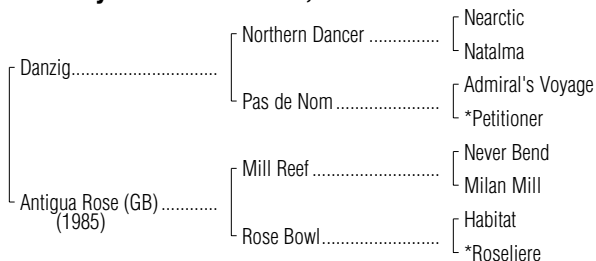 Nearctic
Northern Dancer ................
Natalma
Danzig.............................
Admiral's Voyage
Pas de Nom.......................
*Petitioner
Never Bend
Mill Reef ...........................
Milan Mill
Antigua Rose (GB) ...........
(1985)
Habitat
Rose Bowl.........................
*Roseliere